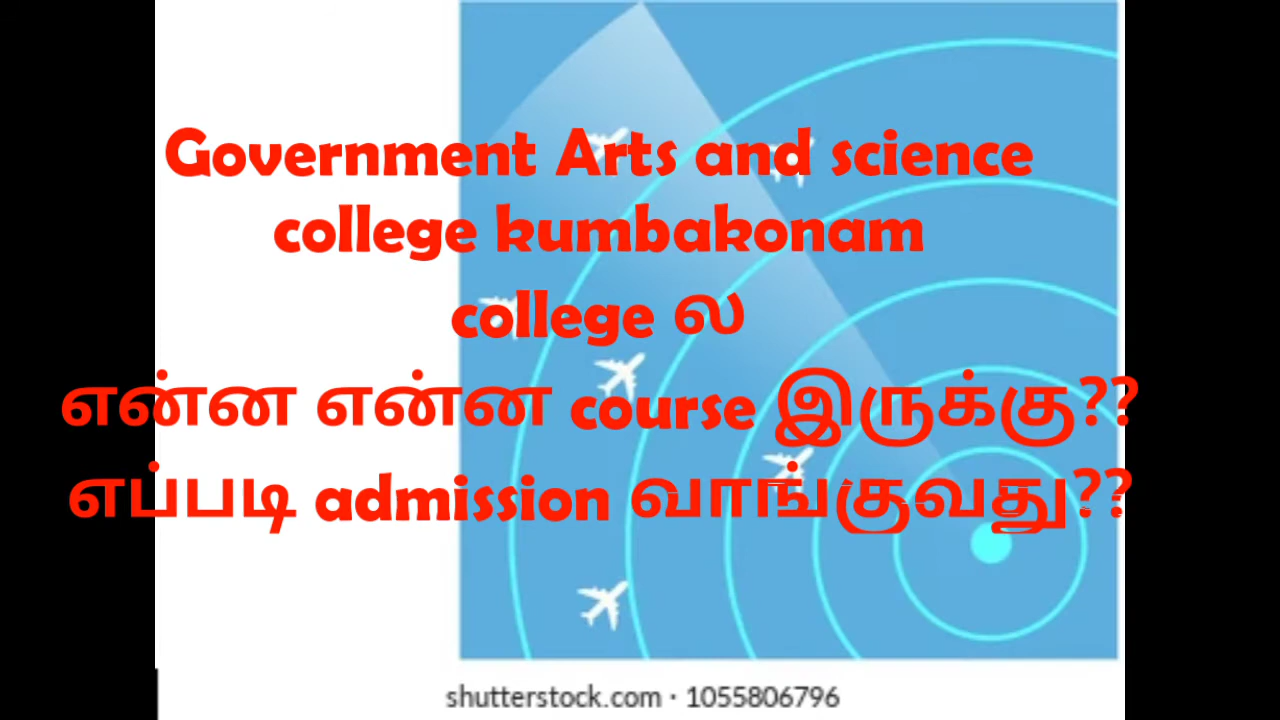 Government Arts and science
college kumbakonam
college ல
என்ன என்ன course இருக்கு??
எப்படி admission வாங்குவது??
shutterstock.com · 1055806796